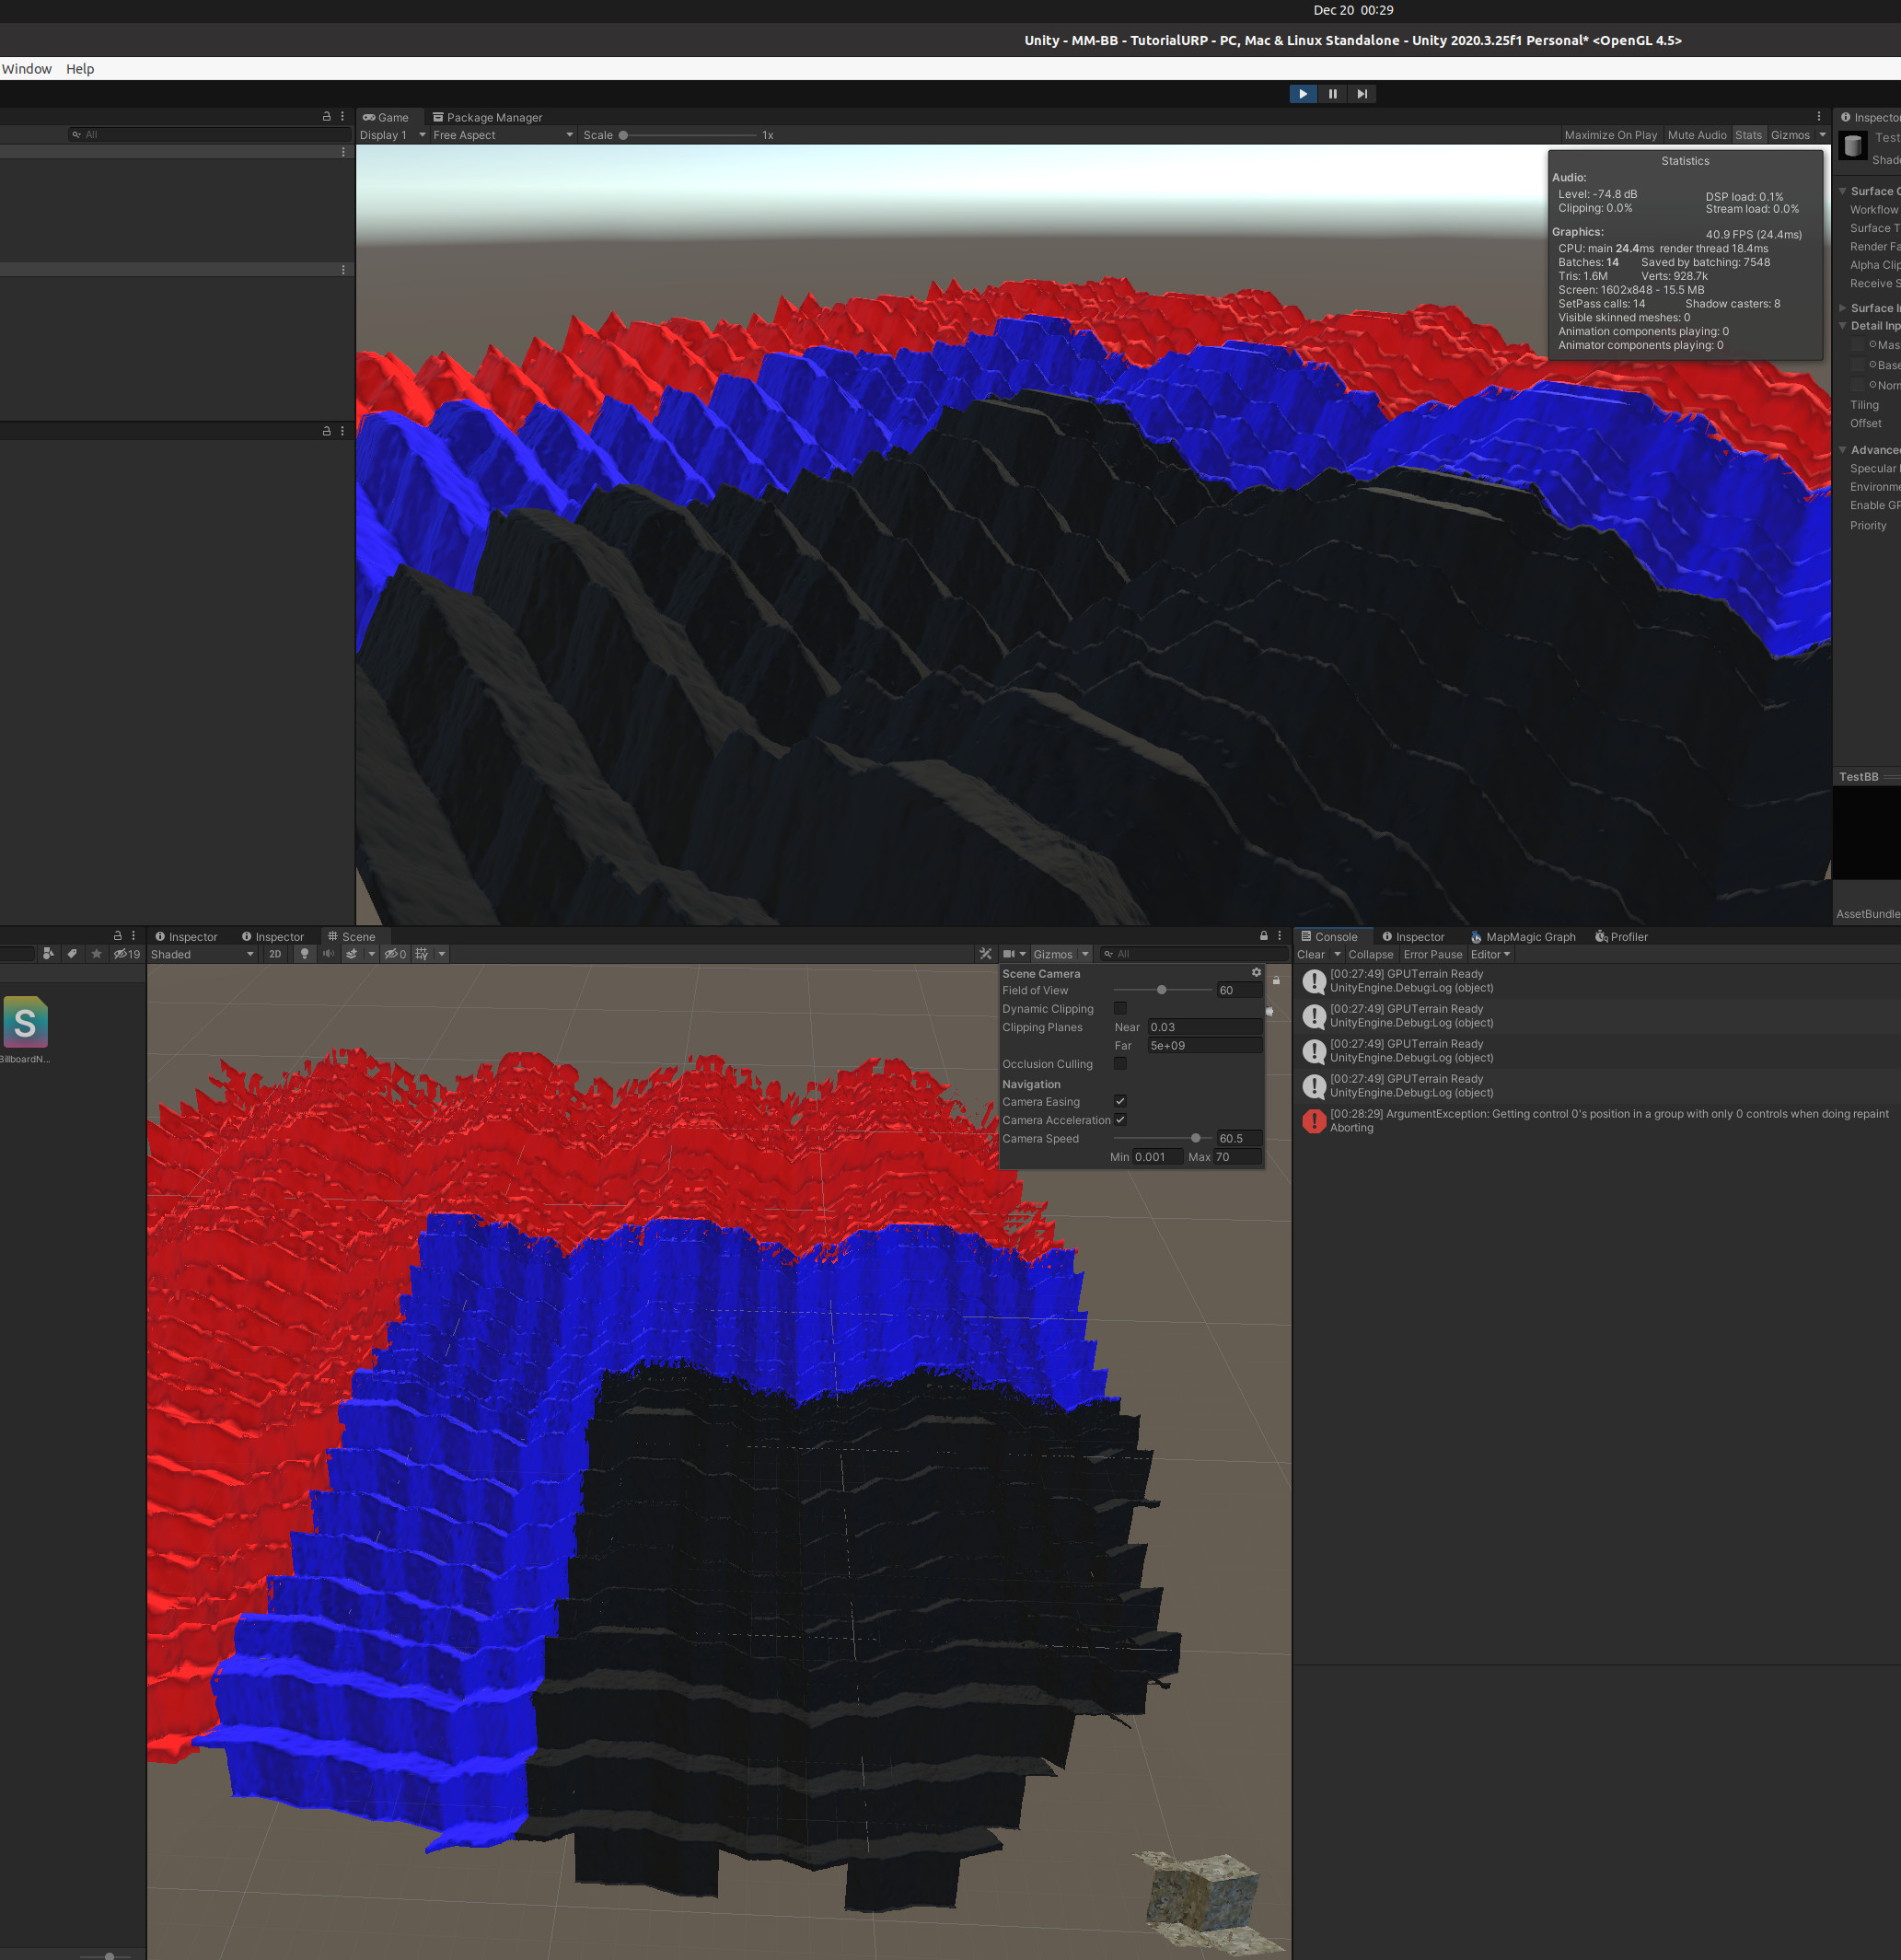 Dec 20 00:29
Unity - MM-BB - TutorialURP - PC, Mac & Linux Standalone - Unity 2020.3.25f1 Personal* <OpenGL 4.5>
Window Help
Game Package Manager
Inspector
All
Display 1 Free Aspect Scale 1x Maximize On Play Mute Audio Stats Gizmos
Test
Shad
Statistics
Audio:
Level: -74.8 dB DSP load: 0.1%
Clipping: 0.0% Stream load: 0.0%
Graphics: 40.9 FPS (24.4ms)
CPU: main 24.4ms render thread 18.4ms
Batches: 14 Saved by batching: 7548
Tris: 1.6M Verts: 928.7k
Screen: 1602x848 - 15.5 MB
SetPass calls: 14 Shadow casters: 8
Visible skinned meshes: 0
Animation components playing: 0
Animator components playing: 0
Surface O
Workflow
Surface T
Render Fa
Alpha Clip
Receive S
Surface In
Detail Inp
Mas
Base
Norm
Tiling
Offset
Advanced
Specular
Environme
Enable GP
Priority
TestBB
AssetBundle
Inspector Inspector Scene
19 Shaded 2D 0 Gizmos All
S
BillboardN...
Scene Camera
Field of View 60
Dynamic Clipping
Clipping Planes Near 0.03
Far 5e+09
Occlusion Culling
Navigation
Camera Easing
Camera Acceleration
Camera Speed 60.5
Min 0.001 Max 70
Console Inspector MapMagic Graph Profiler
Clear Collapse Error Pause Editor
[00:27:49] GPUTerrain Ready
UnityEngine.Debug:Log (object)
[00:27:49] GPUTerrain Ready
UnityEngine.Debug:Log (object)
[00:27:49] GPUTerrain Ready
UnityEngine.Debug:Log (object)
[00:27:49] GPUTerrain Ready
UnityEngine.Debug:Log (object)
[00:28:29] ArgumentException: Getting control 0's position in a group with only 0 controls when doing repaint
Aborting